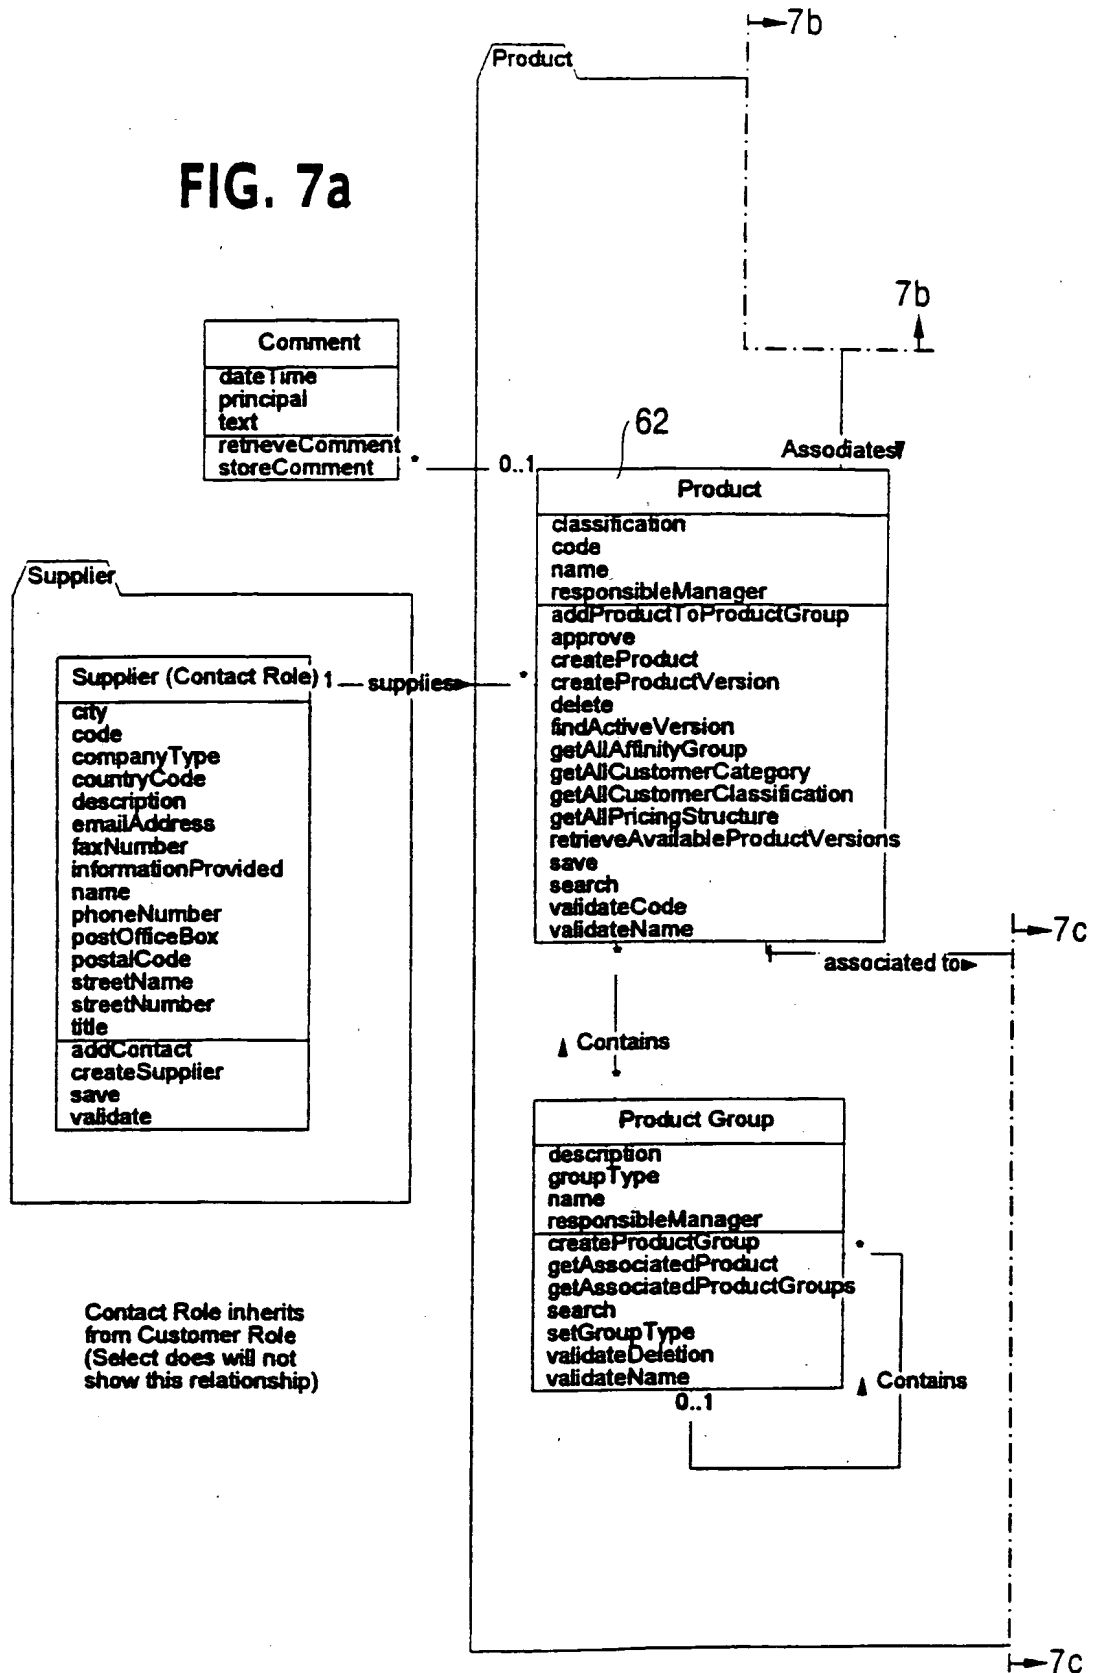 7b
Product
FIG. 7a
7b
Comment
dateTime
principal
text
retrieveComment
storeComment
*
0..1
62
Associates
Product
classification
code
name
responsibleManager
addProductToProductGroup
approve
createProduct
createProductVersion
delete
findActiveVersion
getAllAffinityGroup
getAllCustomerCategory
getAllCustomerClassification
getAllPricingStructure
retrieveAvailableProductVersions
save
search
validateCode
validateName
Supplier
Supplier (Contact Role)
1
supplies
*
city
code
companyType
countryCode
description
emailAddress
faxNumber
informationProvided
name
phoneNumber
postOfficeBox
postalCode
streetName
streetNumber
title
addContact
createSupplier
save
validate
7c
associated to
*
Contains
*
Product Group
description
groupType
name
responsibleManager
createProductGroup
getAssociatedProduct
getAssociatedProductGroups
search
setGroupType
validateDeletion
validateName
*
0..1
Contains
Contact Role inherits
from Customer Role
(Select does will not
show this relationship)
7c